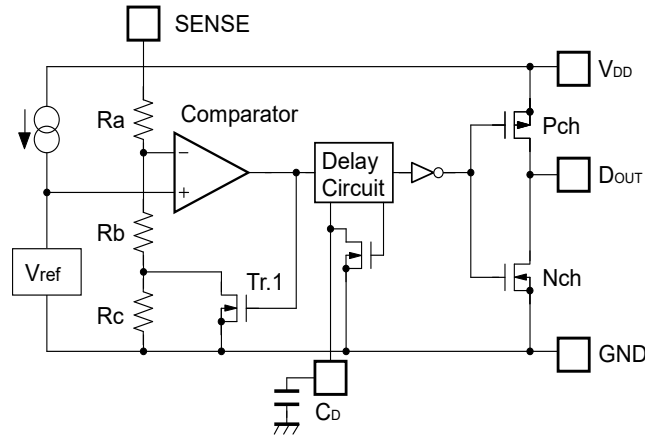 SENSE
VDD
Ra
Comparator
Pch
−
+
Delay
Circuit
DOUT
Rb
Vref
Tr.1
Nch
Rc
GND
CD